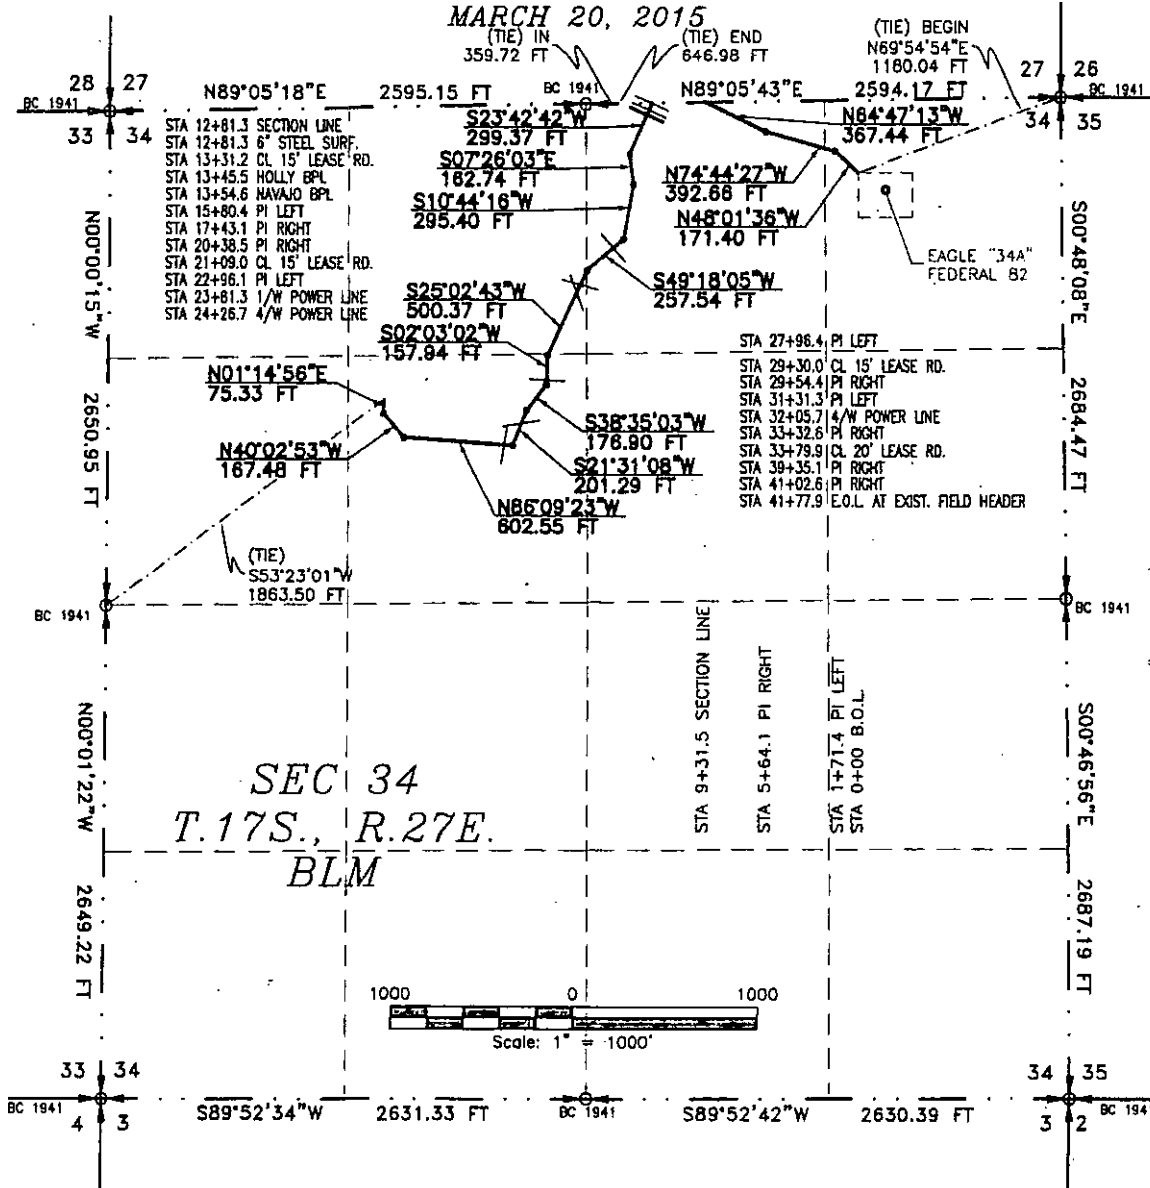 MARCH 20, 2015
(TIE) IN
359.72 FT
(TIE) END
646.98 FT
(TIE) BEGIN
N69°54'54"E
1180.04 FT
28 27
BC 1941
33 34
N89°05'18"E 2595.15 FT
BC 1941
N89°05'43"E 2594.17 FT
27 26
BC 1941
34 35
STA 12+81.3 SECTION LINE
STA 12+81.3 6" STEEL SURF.
STA 13+31.2 CL 15' LEASE RD.
STA 13+45.5 HOLLY BPL
STA 13+54.6 NAVAJO BPL
STA 15+80.4 PI LEFT
STA 17+43.1 PI RIGHT
STA 20+38.5 PI RIGHT
STA 21+09.0 CL 15' LEASE RD.
STA 22+96.1 PI LEFT
STA 23+61.3 1/W POWER LINE
STA 24+26.7 4/W POWER LINE
S23°42'42"W
299.37 FT
S07°26'03"E
162.74 FT
S10°44'16"W
295.40 FT
N84°47'13"W
367.44 FT
N74°44'27"W
392.66 FT
N48°01'36"W
171.40 FT
EAGLE "34A"
FEDERAL 82
S49°18'05"W
257.54 FT
S25°02'43"W
500.37 FT
S02°03'02"W
157.94 FT
N00°00'15"W
2650.95 FT
S00°48'08"E
2684.47 FT
STA 27+96.4 PI LEFT
STA 29+30.0 CL 15' LEASE RD.
STA 29+54.4 PI RIGHT
STA 31+31.3 PI LEFT
STA 32+05.7 4/W POWER LINE
STA 33+32.6 PI RIGHT
STA 33+79.9 CL 20' LEASE RD.
STA 39+35.1 PI RIGHT
STA 41+02.6 PI RIGHT
STA 41+77.9 E.O.L. AT EXIST. FIELD HEADER
N01°14'56"E
75.33 FT
N40°02'53"W
167.48 FT
S38°35'03"W
176.90 FT
S21°31'08"W
201.29 FT
N86°09'23"W
602.55 FT
(TIE)
S53°23'01"W
1863.50 FT
BC 1941
BC 1941
STA 9+31.5 SECTION LINE
STA 5+64.1 PI RIGHT
STA 1+71.4 PI LEFT
STA 0+00 B.O.L.
N00°01'22"W
2649.22 FT
S00°46'56"E
2687.19 FT
SEC 34
T.17S., R.27E.
BLM
1000 0 1000
Scale: 1" = 1000'
33 34
BC 1941
4 3
S89°52'34"W 2631.33 FT
BC 1941
S89°52'42"W 2630.39 FT
34 35
BC 1941
3 2